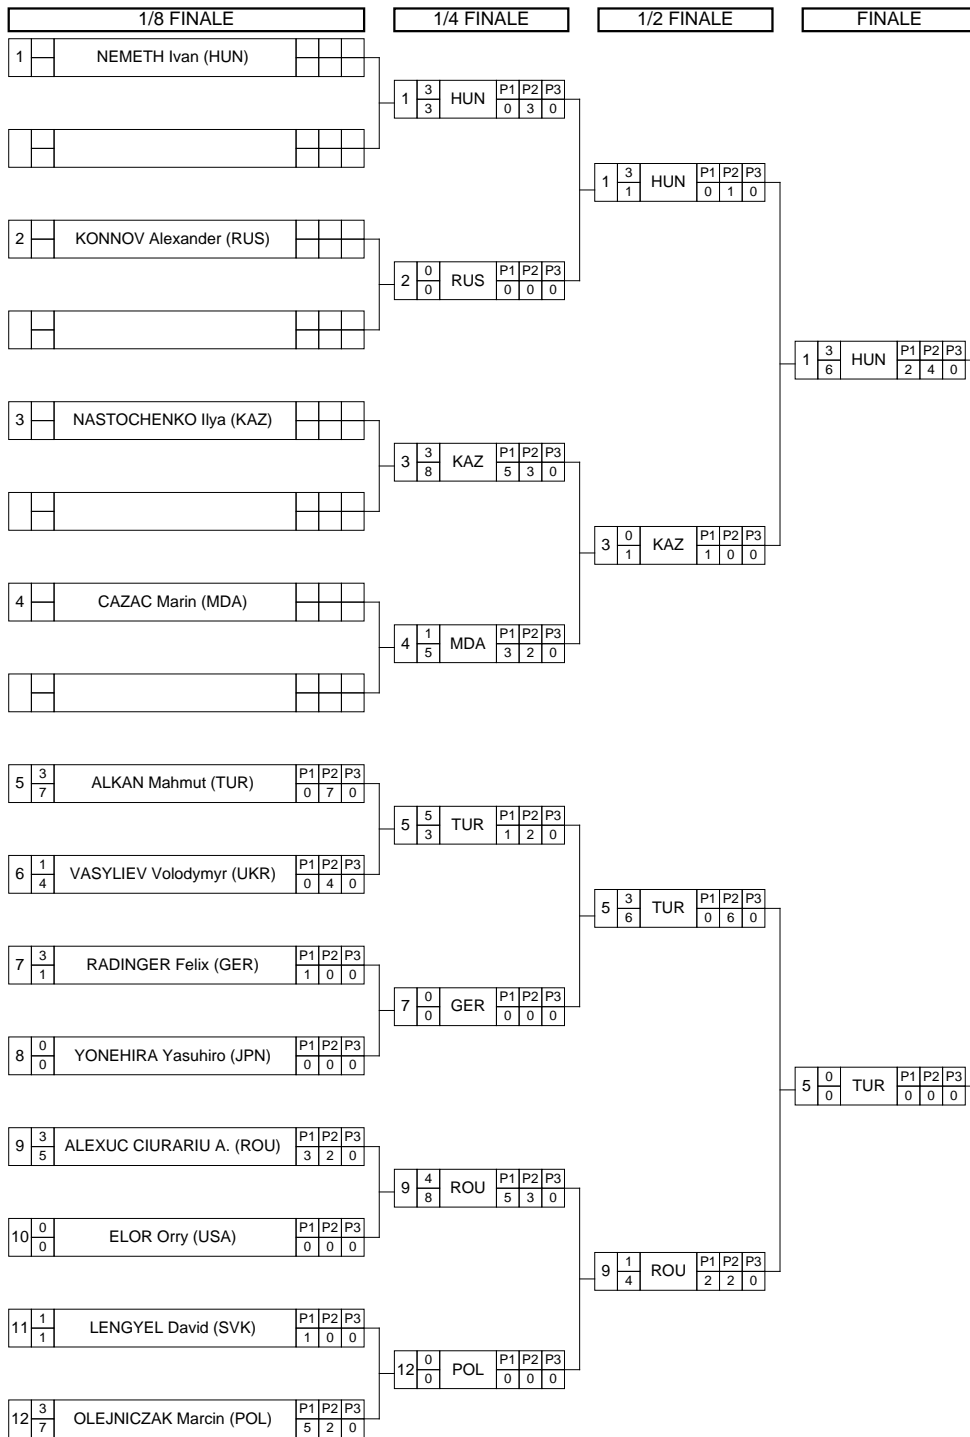 1/8 FINALE 1/4 FINALE 1/2 FINALE FINALE
1 NEMETH Ivan (HUN)
1 3 3 HUN P1 P2 P3 0 3 0
1 3 1 HUN P1 P2 P3 0 1 0
2 KONNOV Alexander (RUS)
2 0 0 RUS P1 P2 P3 0 0 0
1 3 6 HUN P1 P2 P3 2 4 0
3 NASTOCHENKO Ilya (KAZ)
3 3 8 KAZ P1 P2 P3 5 3 0
3 0 1 KAZ P1 P2 P3 1 0 0
4 CAZAC Marin (MDA)
4 1 5 MDA P1 P2 P3 3 2 0
5 3 7 ALKAN Mahmut (TUR) P1 P2 P3 0 7 0
5 5 3 TUR P1 P2 P3 1 2 0
6 1 4 VASYLIEV Volodymyr (UKR) P1 P2 P3 0 4 0
5 3 6 TUR P1 P2 P3 0 6 0
7 3 1 RADINGER Felix (GER) P1 P2 P3 1 0 0
7 0 0 GER P1 P2 P3 0 0 0
8 0 0 YONEHIRA Yasuhiro (JPN) P1 P2 P3 0 0 0
5 0 0 TUR P1 P2 P3 0 0 0
9 3 5 ALEXUC CIURARIU A. (ROU) P1 P2 P3 3 2 0
9 4 8 ROU P1 P2 P3 5 3 0
10 0 0 ELOR Orry (USA) P1 P2 P3 0 0 0
9 1 4 ROU P1 P2 P3 2 2 0
11 1 1 LENGYEL David (SVK) P1 P2 P3 1 0 0
12 0 0 POL P1 P2 P3 0 0 0
12 3 7 OLEJNICZAK Marcin (POL) P1 P2 P3 5 2 0